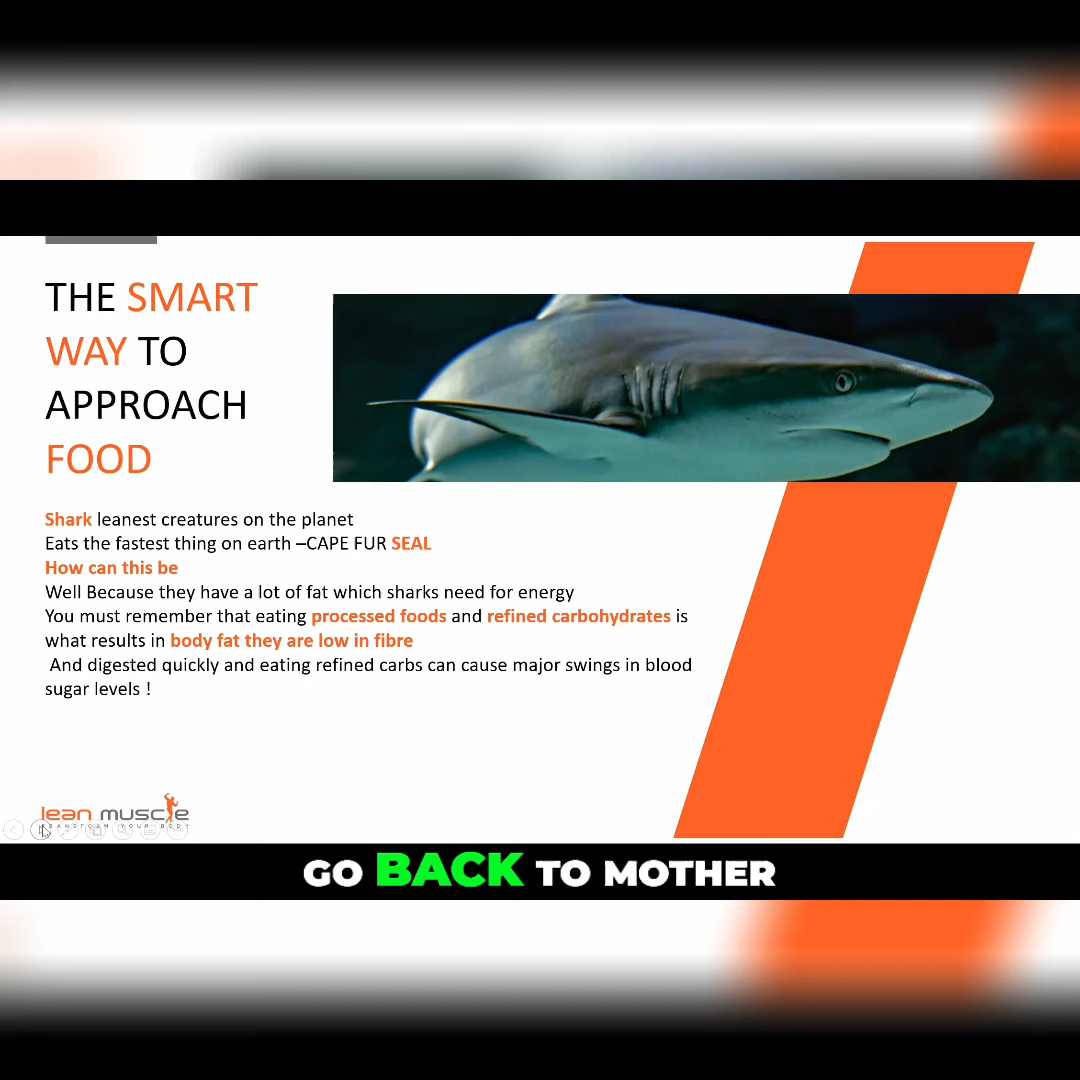 THE SMART
WAY TO
APPROACH
FOOD
Shark leanest creatures on the planet
Eats the fastest thing on earth –CAPE FUR SEAL
How can this be
Well Because they have a lot of fat which sharks need for energy
You must remember that eating processed foods and refined carbohydrates is
what results in body fat they are low in fibre
And digested quickly and eating refined carbs can cause major swings in blood
sugar levels !
lean muscle
TRANSFORM YOUR BODY
GO BACK TO MOTHER